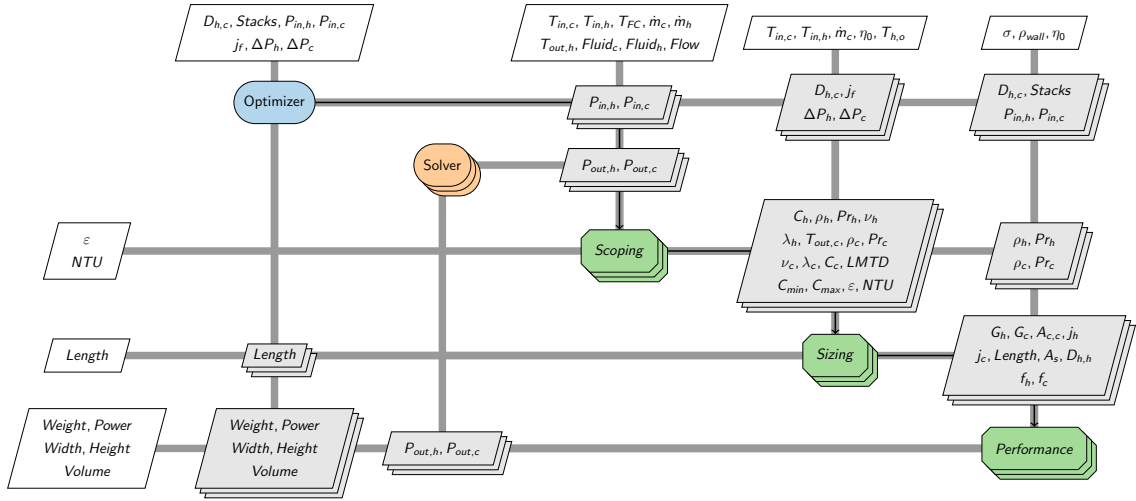 D_{h,c}, Stacks, P_{in,h}, P_{in,c}
j_f, ΔP_h, ΔP_c
T_{in,c}, T_{in,h}, T_{FC}, ṁ_c, ṁ_h
T_{out,h}, Fluid_c, Fluid_h, Flow
T_{in,c}, T_{in,h}, ṁ_c, η_0, T_{h,o}
σ, ρ_{wall}, η_0
Optimizer
P_{in,h}, P_{in,c}
D_{h,c}, j_f
ΔP_h, ΔP_c
D_{h,c}, Stacks
P_{in,h}, P_{in,c}
Solver
P_{out,h}, P_{out,c}
ε
NTU
Scoping
C_h, ρ_h, Pr_h, ν_h
λ_h, T_{out,c}, ρ_c, Pr_c
ν_c, λ_c, C_c, LMTD
C_{min}, C_{max}, ε, NTU
ρ_h, Pr_h
ρ_c, Pr_c
Length
Length
Sizing
G_h, G_c, A_{c,c}, j_h
j_c, Length, A_s, D_{h,h}
f_h, f_c
Weight, Power
Width, Height
Volume
Weight, Power
Width, Height
Volume
P_{out,h}, P_{out,c}
Performance